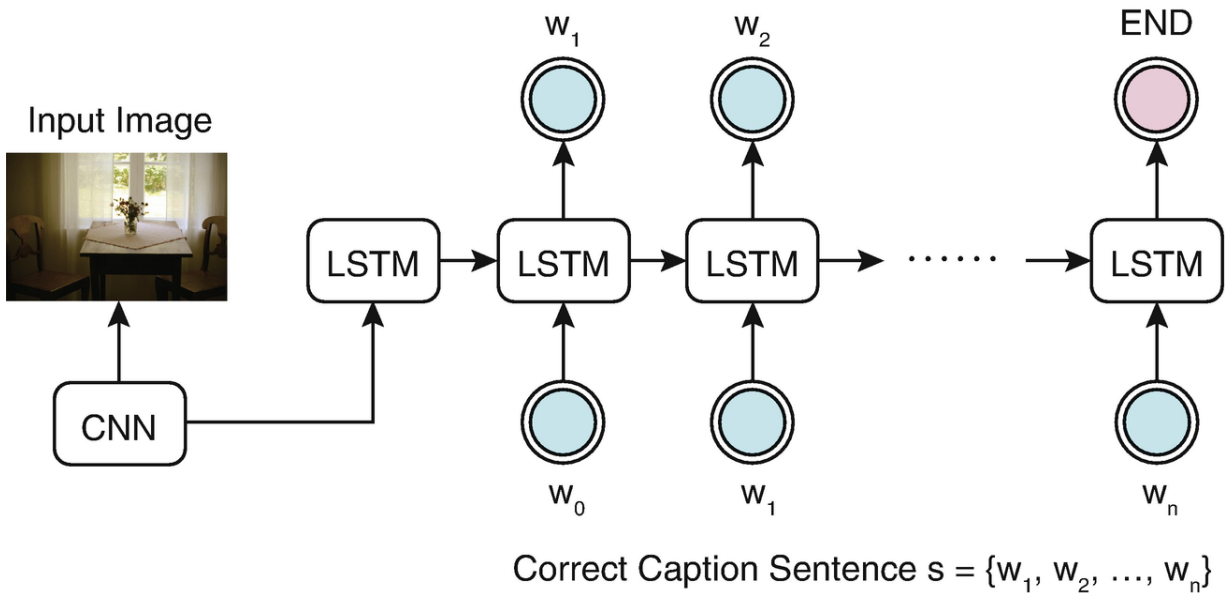 w₁
w₂
END
Input Image
LSTM
LSTM
LSTM
......
LSTM
CNN
w₀
w₁
wₙ
Correct Caption Sentence s = {w₁, w₂, ..., wₙ}